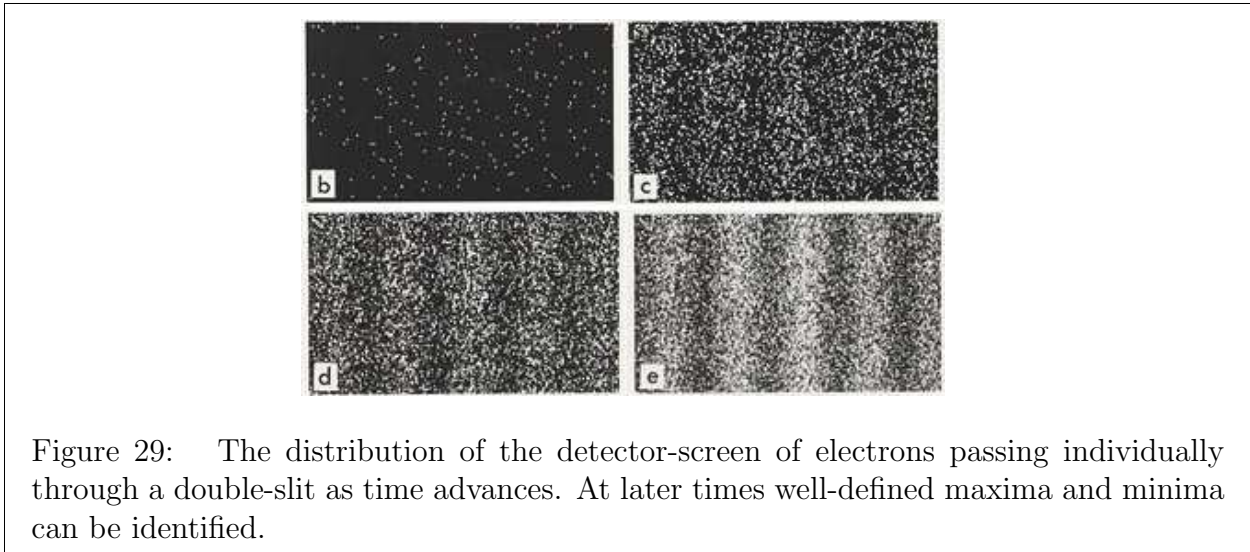 b
c
d
e
Figure 29: The distribution of the detector-screen of electrons passing individually
through a double-slit as time advances. At later times well-defined maxima and minima
can be identified.